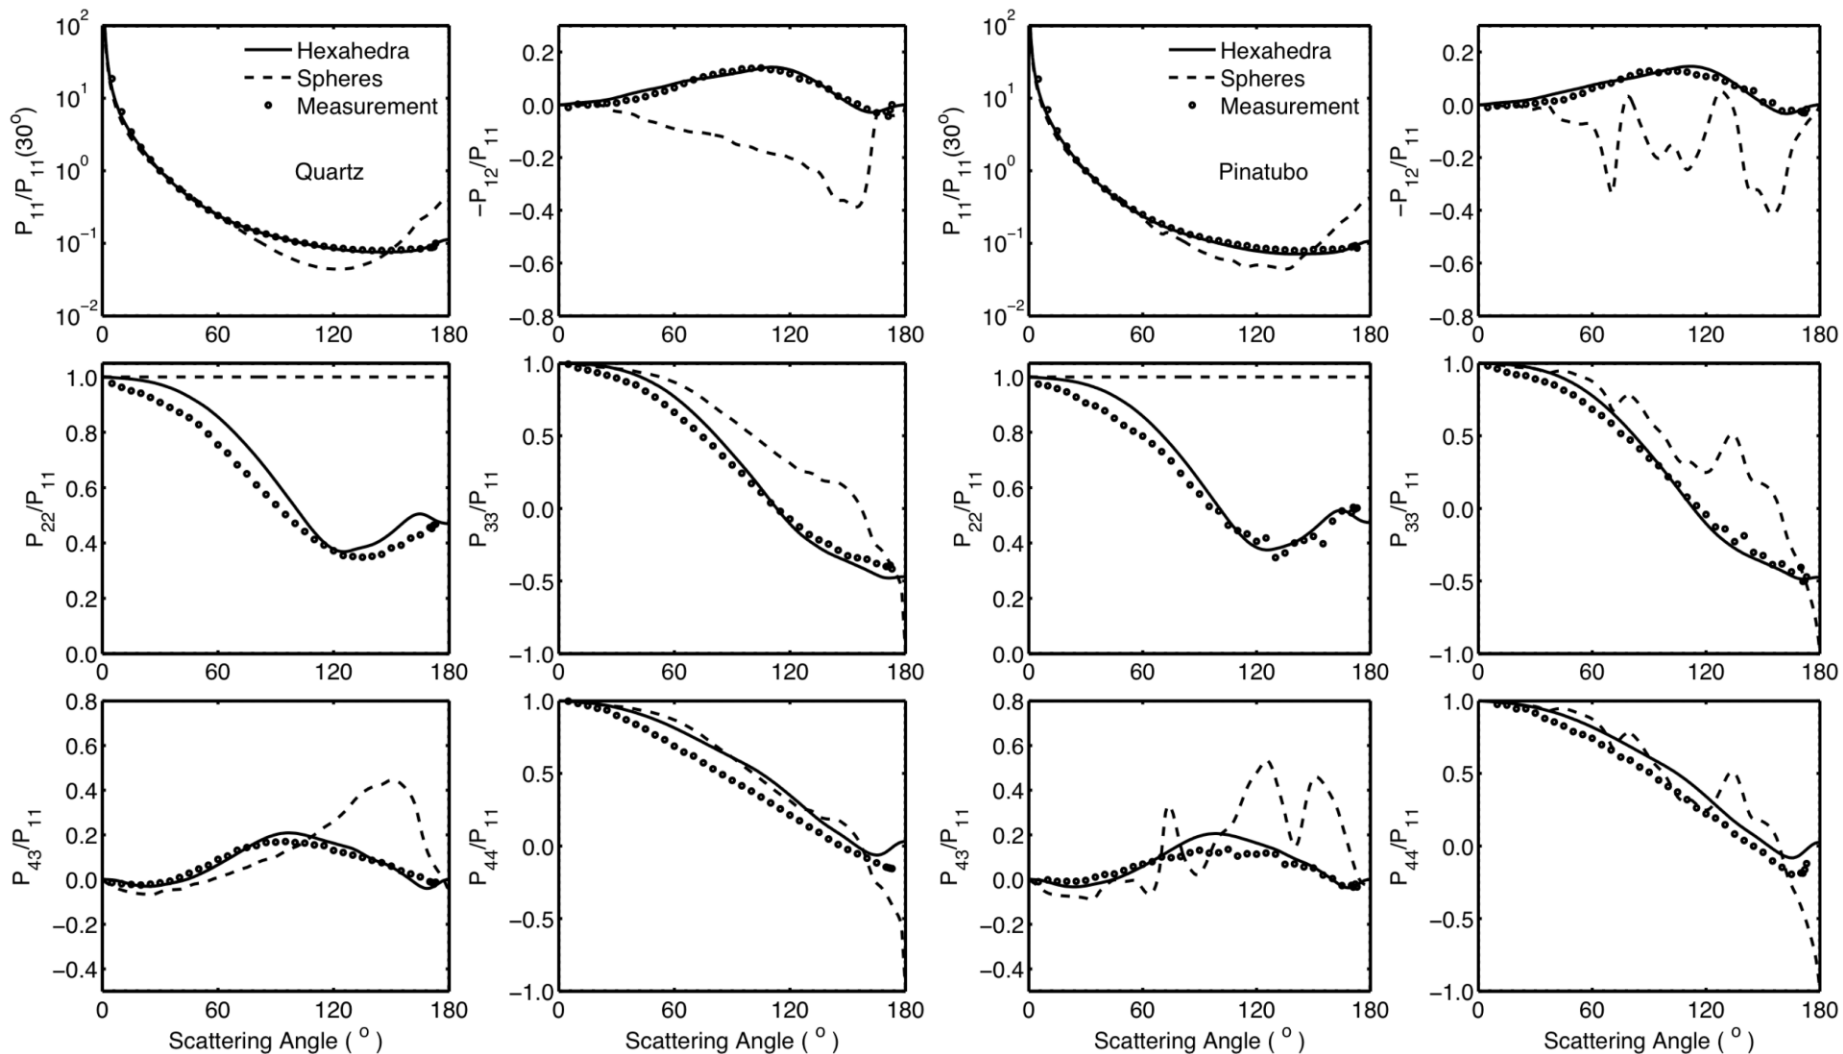 10^2
10^1
10^0
10^−1
10^−2
P11/P11(30°)
Hexahedra
Spheres
Measurement
Quartz
0 60 120 180
0.2
0.0
−0.2
−0.4
−0.6
−0.8
−P12/P11
0 60 120 180
10^2
10^1
10^0
10^−1
10^−2
P11/P11(30°)
Hexahedra
Spheres
Measurement
Pinatubo
0 60 120 180
0.2
0.0
−0.2
−0.4
−0.6
−0.8
−P12/P11
0 60 120 180
1.0
0.8
0.6
0.4
0.2
0.0
P22/P11
0 60 120 180
1.0
0.5
0.0
−0.5
−1.0
P33/P11
0 60 120 180
1.0
0.8
0.6
0.4
0.2
0.0
P22/P11
0 60 120 180
1.0
0.5
0.0
−0.5
−1.0
P33/P11
0 60 120 180
0.8
0.6
0.4
0.2
0.0
−0.2
−0.4
P43/P11
0 60 120 180
Scattering Angle ( ° )
1.0
0.5
0.0
−0.5
−1.0
P44/P11
0 60 120 180
Scattering Angle ( ° )
0.8
0.6
0.4
0.2
0.0
−0.2
−0.4
P43/P11
0 60 120 180
Scattering Angle ( ° )
1.0
0.5
0.0
−0.5
−1.0
P44/P11
0 60 120 180
Scattering Angle ( ° )